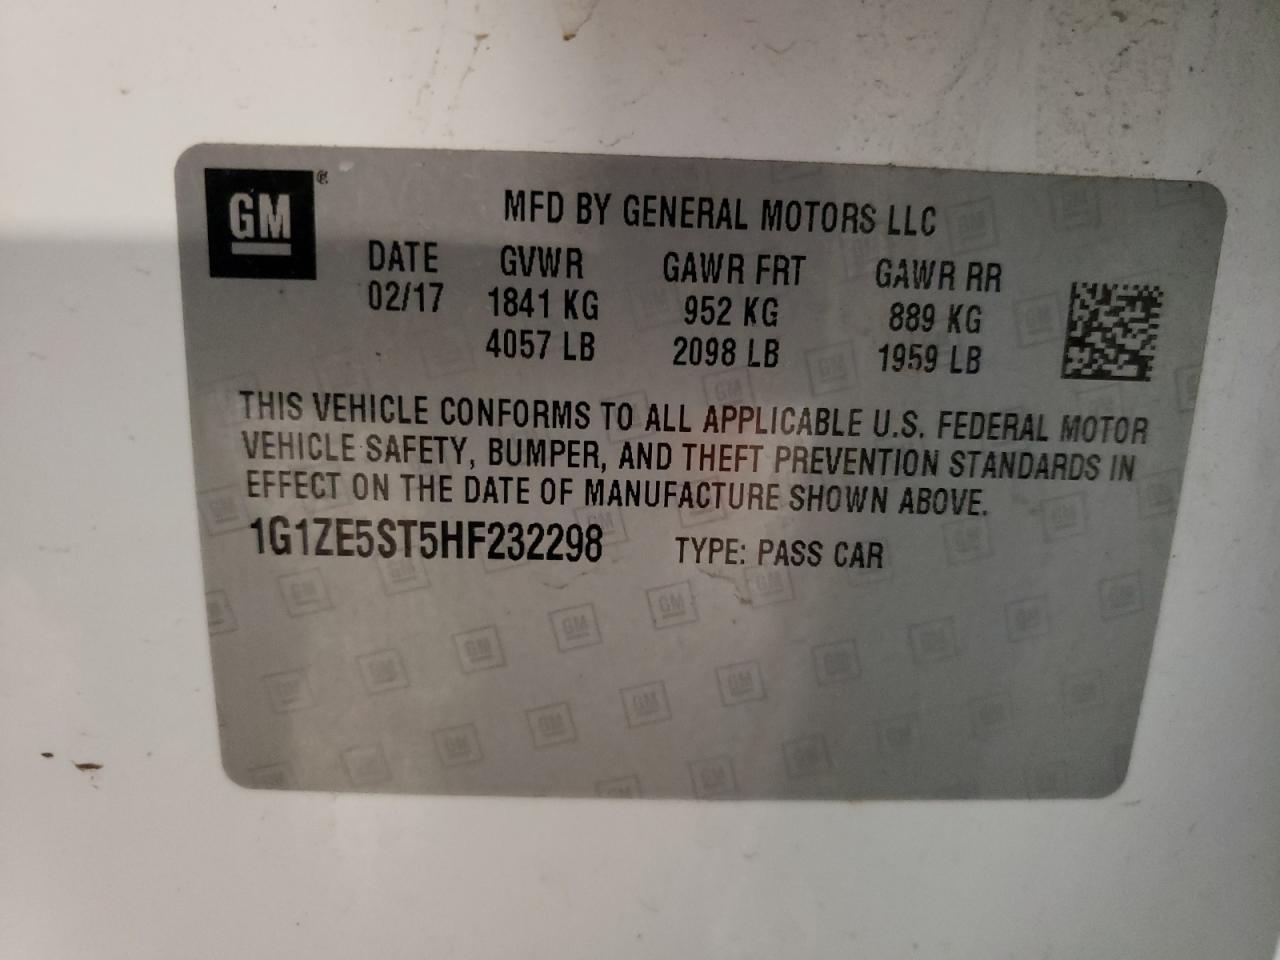 GM®
MFD BY GENERAL MOTORS LLC
DATE GVWR GAWR FRT GAWR RR
02/17 1841 KG 952 KG 889 KG
4057 LB 2098 LB 1959 LB
THIS VEHICLE CONFORMS TO ALL APPLICABLE U.S. FEDERAL MOTOR
VEHICLE SAFETY, BUMPER, AND THEFT PREVENTION STANDARDS IN
EFFECT ON THE DATE OF MANUFACTURE SHOWN ABOVE.
1G1ZE5ST5HF232298 TYPE: PASS CAR